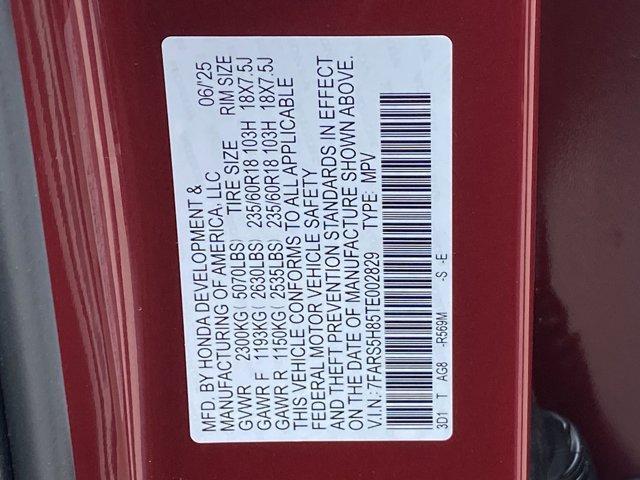 MFD. BY HONDA DEVELOPMENT & 06/'25
MANUFACTURING OF AMERICA, LLC
TIRE SIZE RIM SIZE
GVWR 2300KG( 5070LBS)
GAWR F 1193KG( 2630LBS) 235/60R18 103H 18X7.5J
GAWR R 1150KG( 2535LBS) 235/60R18 103H 18X7.5J
THIS VEHICLE CONFORMS TO ALL APPLICABLE
FEDERAL MOTOR VEHICLE SAFETY
AND THEFT PREVENTION STANDARDS IN EFFECT
ON THE DATE OF MANUFACTURE SHOWN ABOVE.
V.I.N.: 7FARS5H85TE002829 TYPE: MPV
3D1 T AG8 -R569M -S -E